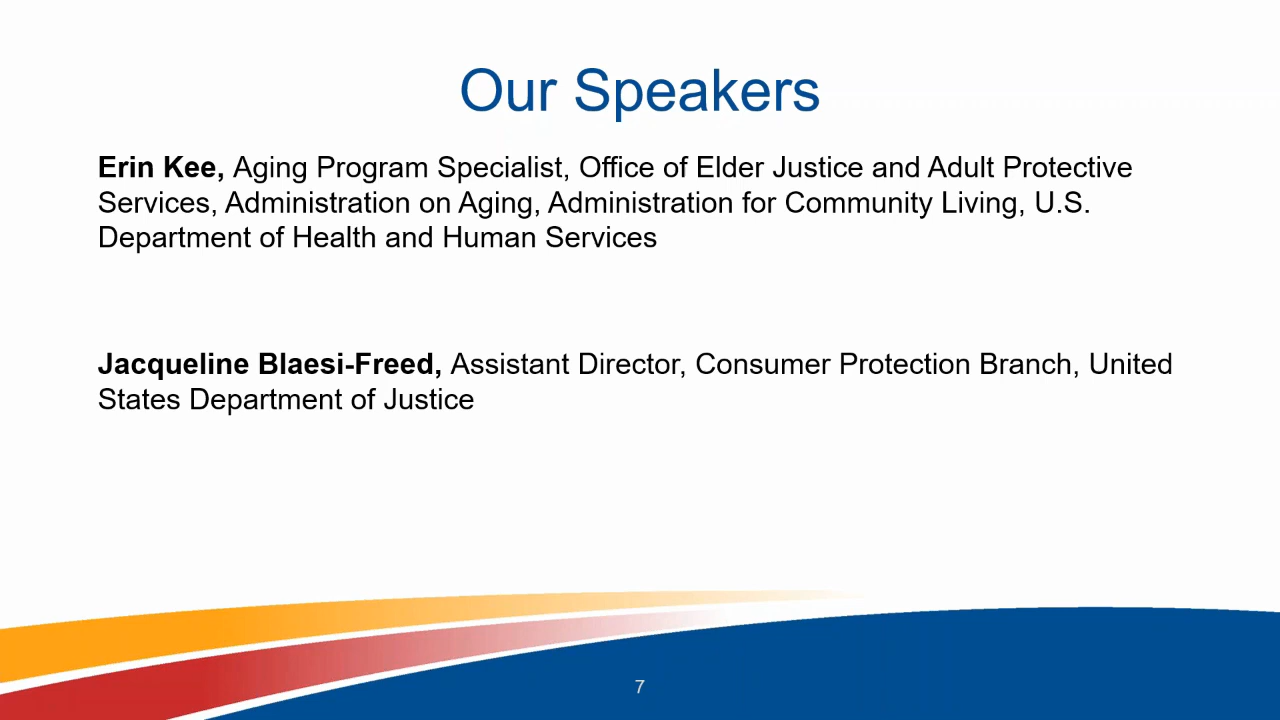 Our Speakers
Erin Kee, Aging Program Specialist, Office of Elder Justice and Adult Protective
Services, Administration on Aging, Administration for Community Living, U.S.
Department of Health and Human Services
Jacqueline Blaesi-Freed, Assistant Director, Consumer Protection Branch, United
States Department of Justice
7